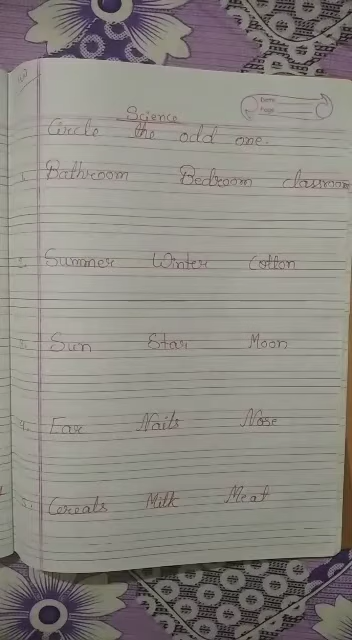 Date
Page
Science
Circle the odd one.
1. Bathroom Bedroom classroom
2. Summer Winter Cotton
3. Sun Star Moon
4. Ear Nails Nose
5. Cereals Milk Meat